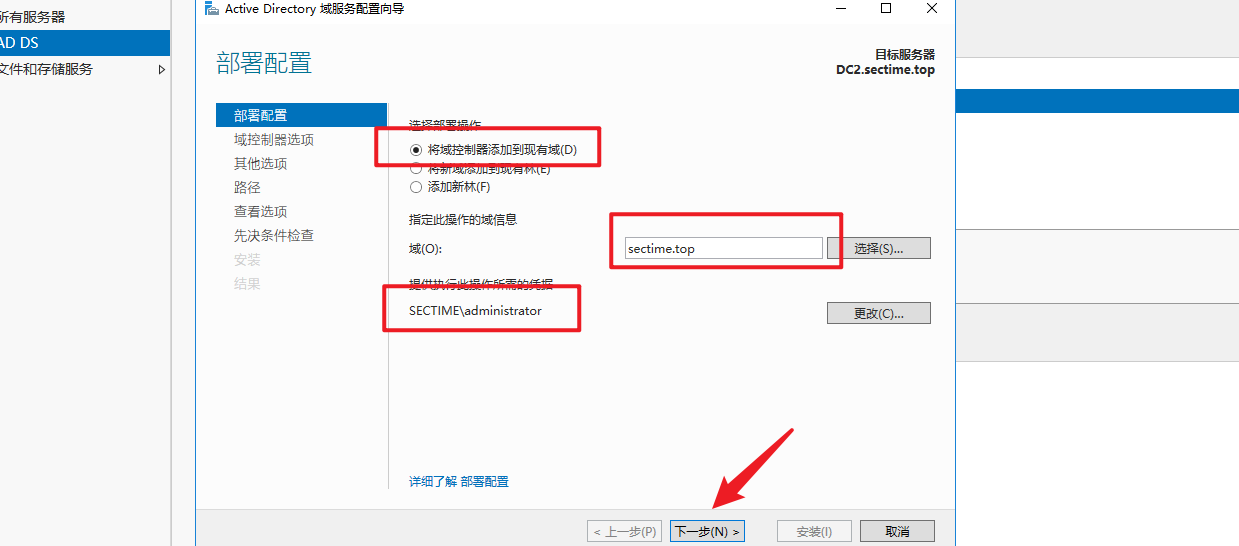 Active Directory 域服务配置向导
所有服务器
AD DS
文件和存储服务
部署配置
目标服务器
DC2.sectime.top
部署配置
域控制器选项
其他选项
路径
查看选项
先决条件检查
安装
结果
选择部署操作
将域控制器添加到现有域(D)
将新域添加到现有林(E)
添加新林(F)
指定此操作的域信息
域(O):
sectime.top
选择(S)...
提供执行此操作所需的凭据
SECTIME\administrator
更改(C)...
详细了解 部署配置
< 上一步(P)
下一步(N) >
安装(I)
取消